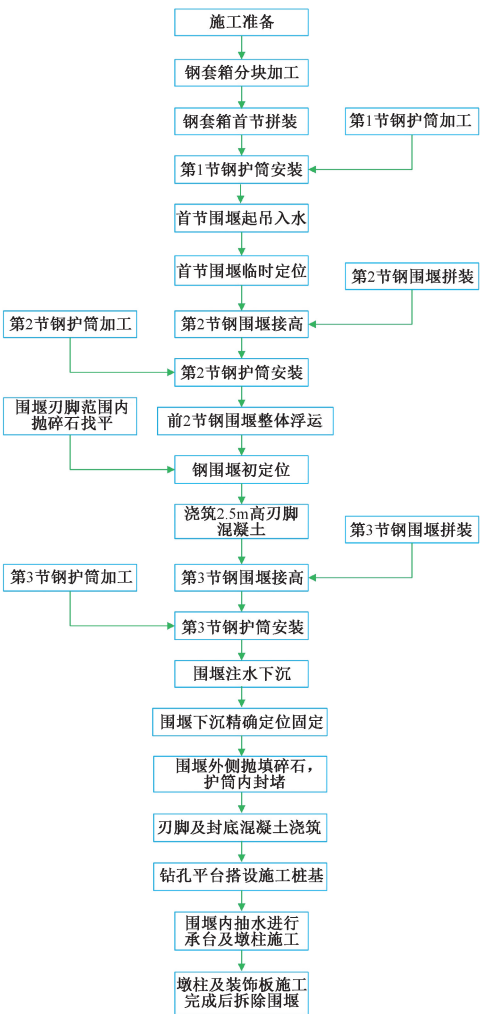 施工准备
钢套箱分块加工
钢套箱首节拼装
第1节钢护筒加工
第1节钢护筒安装
首节围堰起吊入水
首节围堰临时定位
第2节钢围堰拼装
第2节钢护筒加工
第2节钢围堰接高
第2节钢护筒安装
围堰刃脚范围内
抛碎石找平
前2节钢围堰整体浮运
钢围堰初定位
浇筑2.5m高刃脚
混凝土
第3节钢围堰拼装
第3节钢护筒加工
第3节钢围堰接高
第3节钢护筒安装
围堰注水下沉
围堰下沉精确定位固定
围堰外侧抛填碎石，
护筒内封堵
刃脚及封底混凝土浇筑
钻孔平台搭设施工桩基
围堰内抽水进行
承台及墩柱施工
墩柱及装饰板施工
完成后拆除围堰